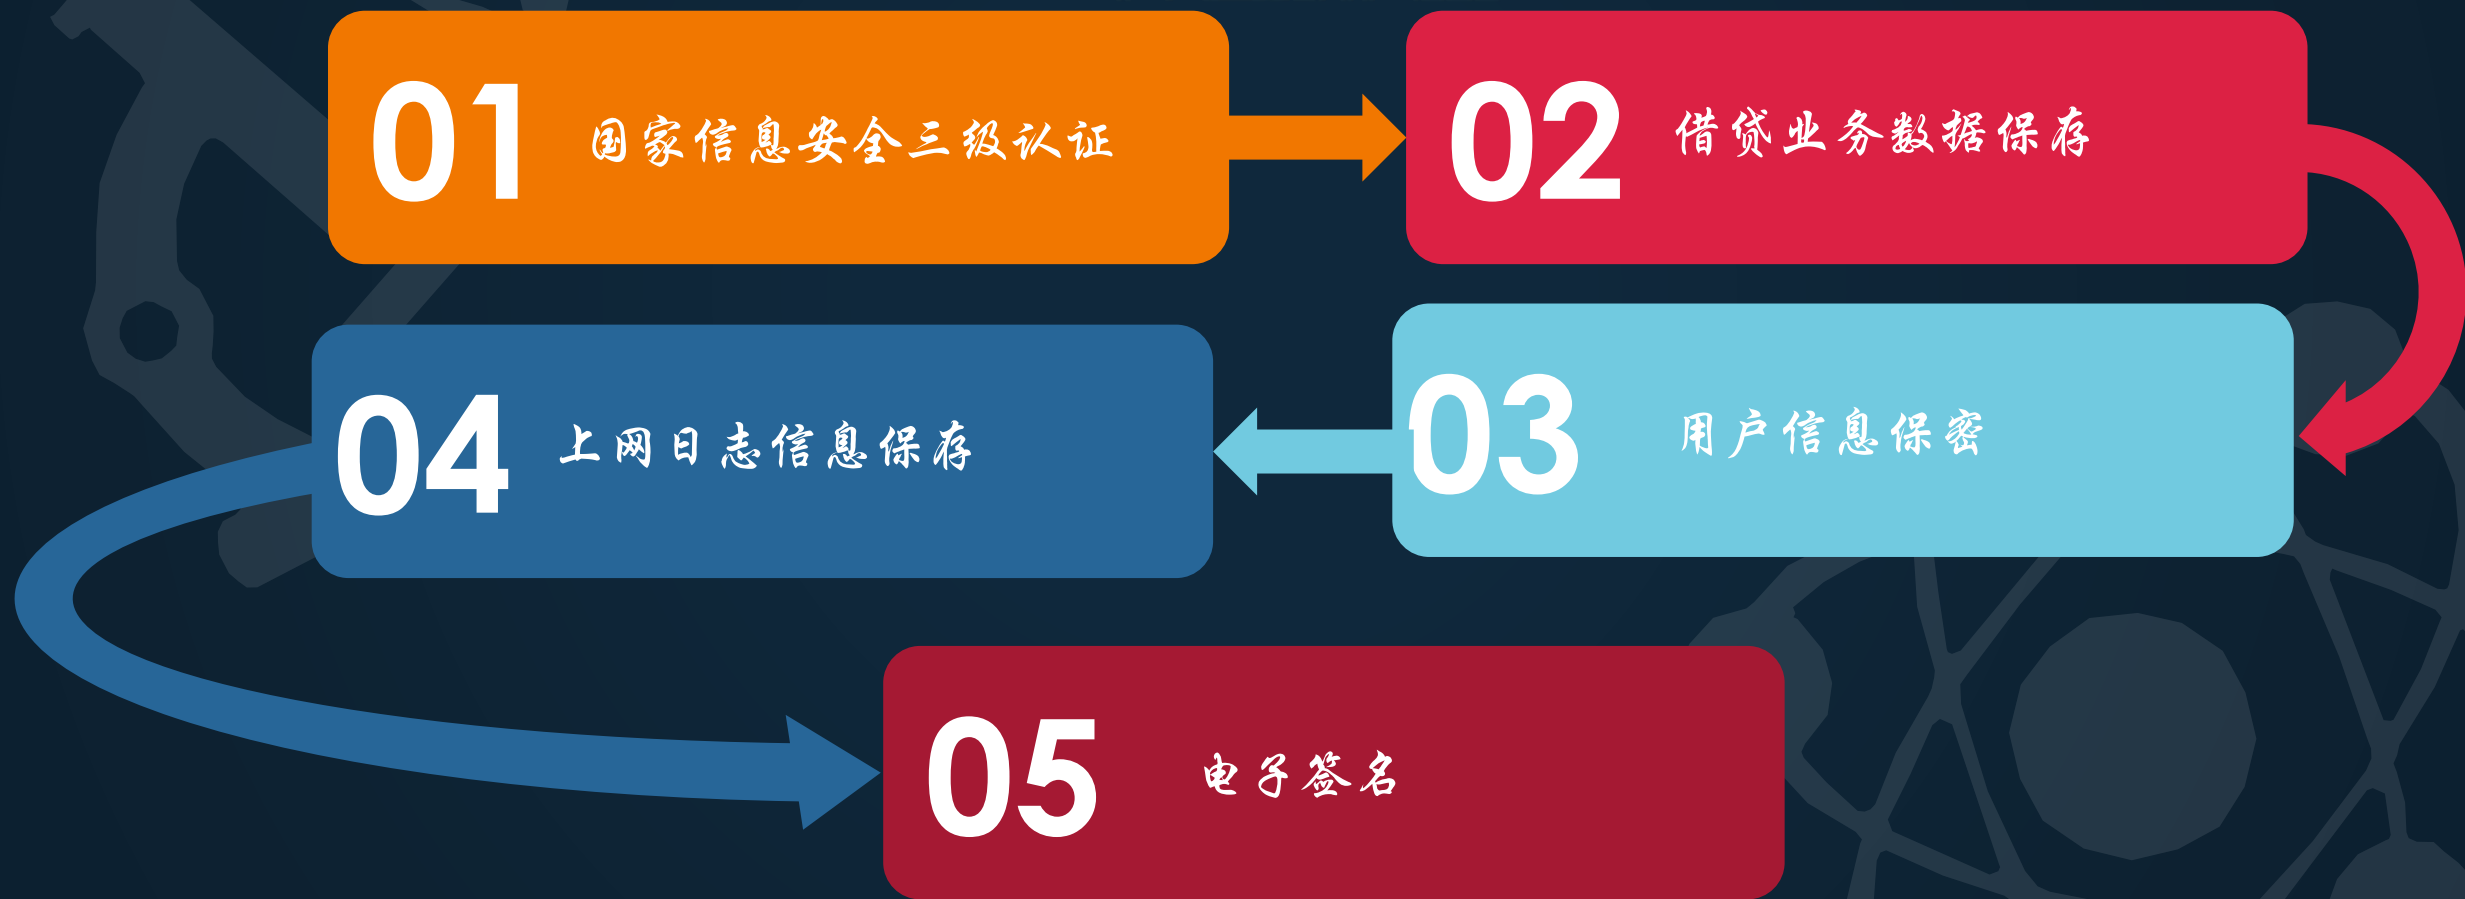 01 国家信息安全三级认证
02 借贷业务数据保存
03 用户信息保密
04 上网日志信息保存
05 电子签名